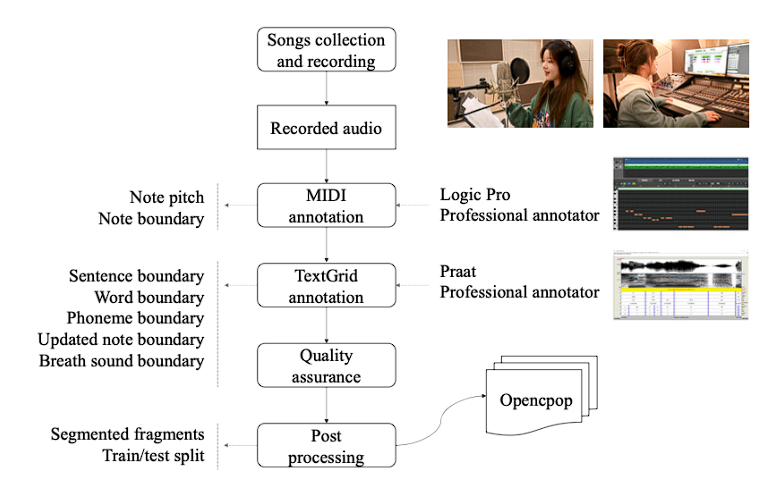 Songs collection
and recording
Recorded audio
Note pitch
Note boundary
MIDI
annotation
Logic Pro
Professional annotator
Sentence boundary
Word boundary
Phoneme boundary
Updated note boundary
Breath sound boundary
TextGrid
annotation
Praat
Professional annotator
Quality
assurance
Opencpop
Segmented fragments
Train/test split
Post
processing